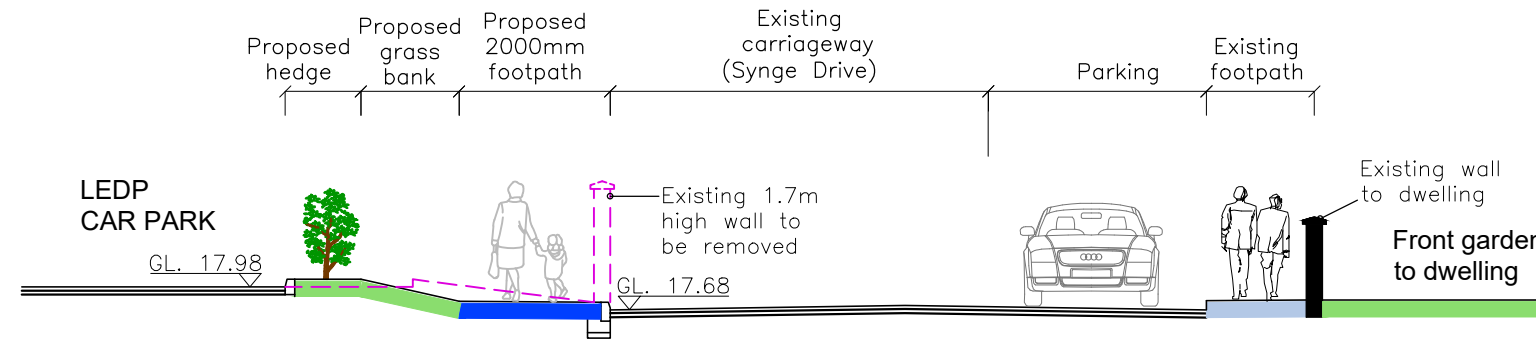 Proposed
hedge
Proposed
grass
bank
Proposed
2000mm
footpath
Existing
carriageway
(Synge Drive)
Parking
Existing
footpath
LEDP
CAR PARK
GL. 17.98
Existing 1.7m
high wall to
be removed
GL. 17.68
Existing wall
to dwelling
Front garden
to dwelling